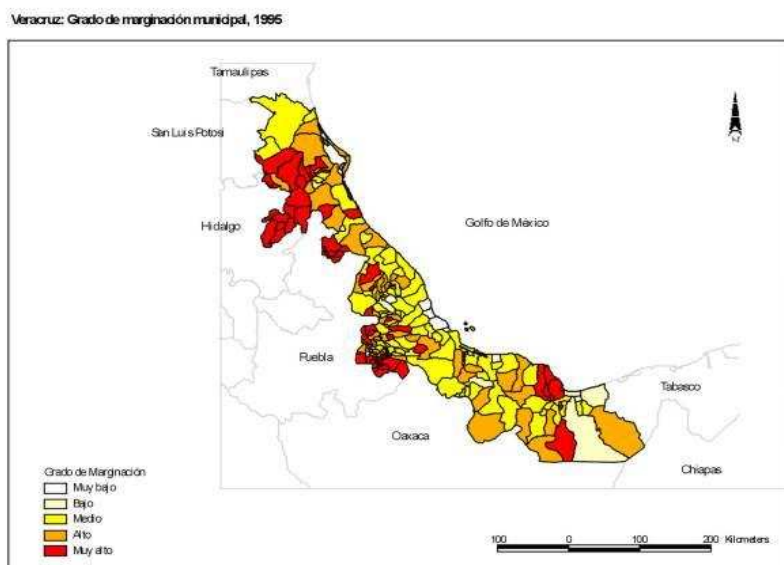 Veracruz: Grado de marginación municipal, 1995
Tamaulipas
San Luis Potosí
Hidalgo
Golfo de México
Puebla
Tabasco
Oaxaca
Chiapas
Grado de Marginación
Muy bajo
Bajo
Medio
Alto
Muy alto
100 0 100 200 Kilometers